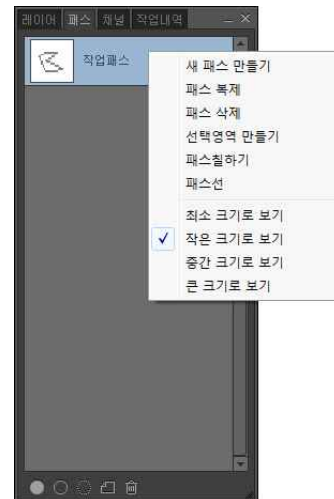 레이어 패스 채널 작업내역
작업패스
새 패스 만들기
패스 복제
패스 삭제
선택영역 만들기
패스칠하기
패스선
최소 크기로 보기
작은 크기로 보기
중간 크기로 보기
큰 크기로 보기